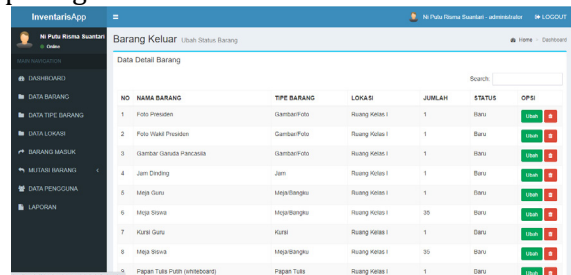 InventarisApp
Ni Putu Risma Suantari - administrator LOGOUT
Ni Putu Risma Suantari
Online
Barang Keluar Ubah Status Barang
Home Dashboard
MAIN NAVIGATION
DASHBOARD
DATA BARANG
DATA TIPE BARANG
DATA LOKASI
BARANG MASUK
MUTASI BARANG
DATA PENGGUNA
LAPORAN
Data Detail Barang
Search:
NO NAMA BARANG TIPE BARANG LOKASI JUMLAH STATUS OPSI
1 Foto Presiden Gambar/Foto Ruang Kelas I 1 Baru Ubah
2 Foto Wakil Presiden Gambar/Foto Ruang Kelas I 1 Baru Ubah
3 Gambar Garuda Pancasila Gambar/Foto Ruang Kelas I 1 Baru Ubah
4 Jam Dinding Jam Ruang Kelas I 1 Baru Ubah
5 Meja Guru Meja/Bangku Ruang Kelas I 1 Baru Ubah
6 Meja Siswa Meja/Bangku Ruang Kelas I 35 Baru Ubah
7 Kursi Guru Kursi Ruang Kelas I 1 Baru Ubah
8 Meja Siswa Meja/Bangku Ruang Kelas I 35 Baru Ubah
9 Papan Tulis Putih (whiteboard) Papan Tulis Ruang Kelas I 1 Baru Ubah